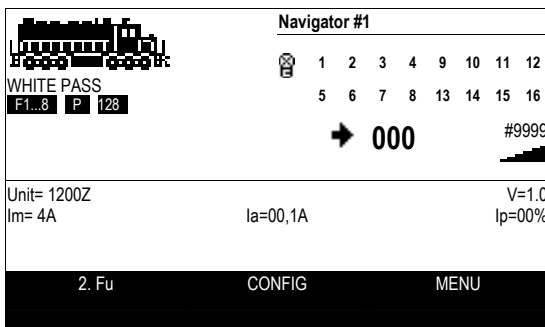 Navigator #1
1 2 3 4 9 10 11 12
WHITE PASS
F1...8 P 128
5 6 7 8 13 14 15 16
000
#9999
Unit= 1200Z V=1.0
Im= 4A Ia=00,1A Ip=00%
2. Fu CONFIG MENU